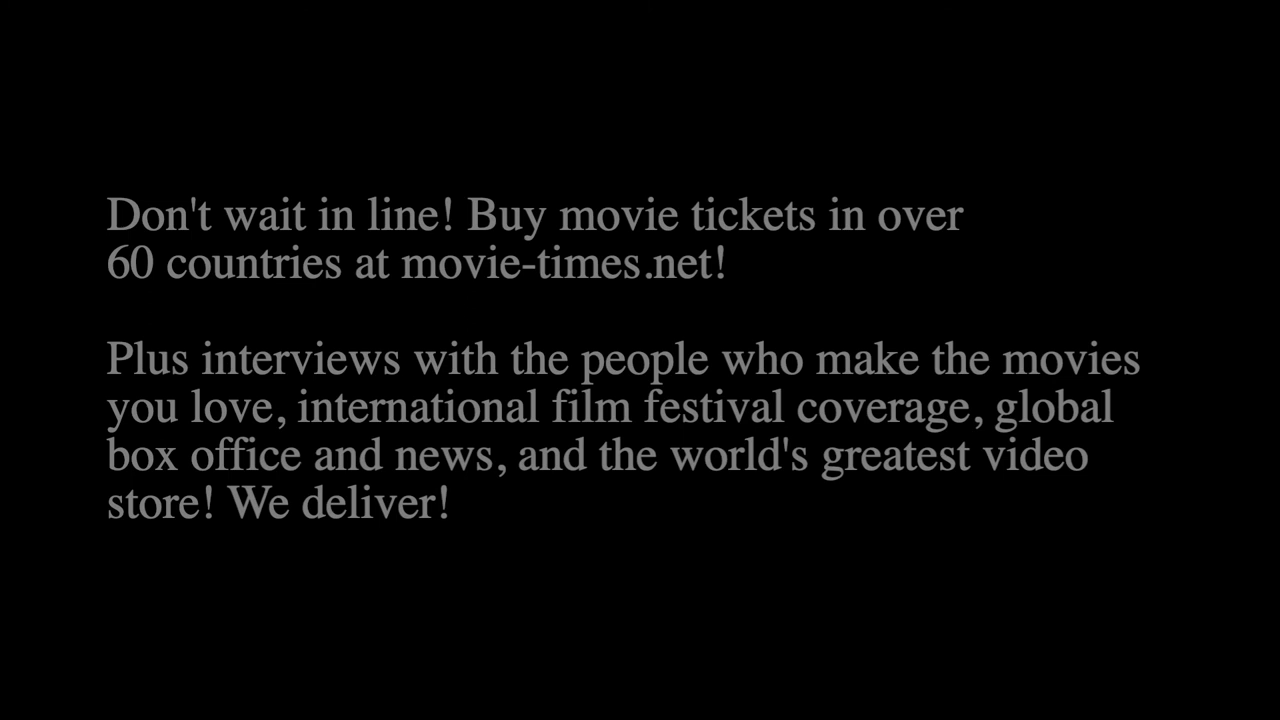 Don't wait in line! Buy movie tickets in over
60 countries at movie-times.net!
Plus interviews with the people who make the movies
you love, international film festival coverage, global
box office and news, and the world's greatest video
store! We deliver!